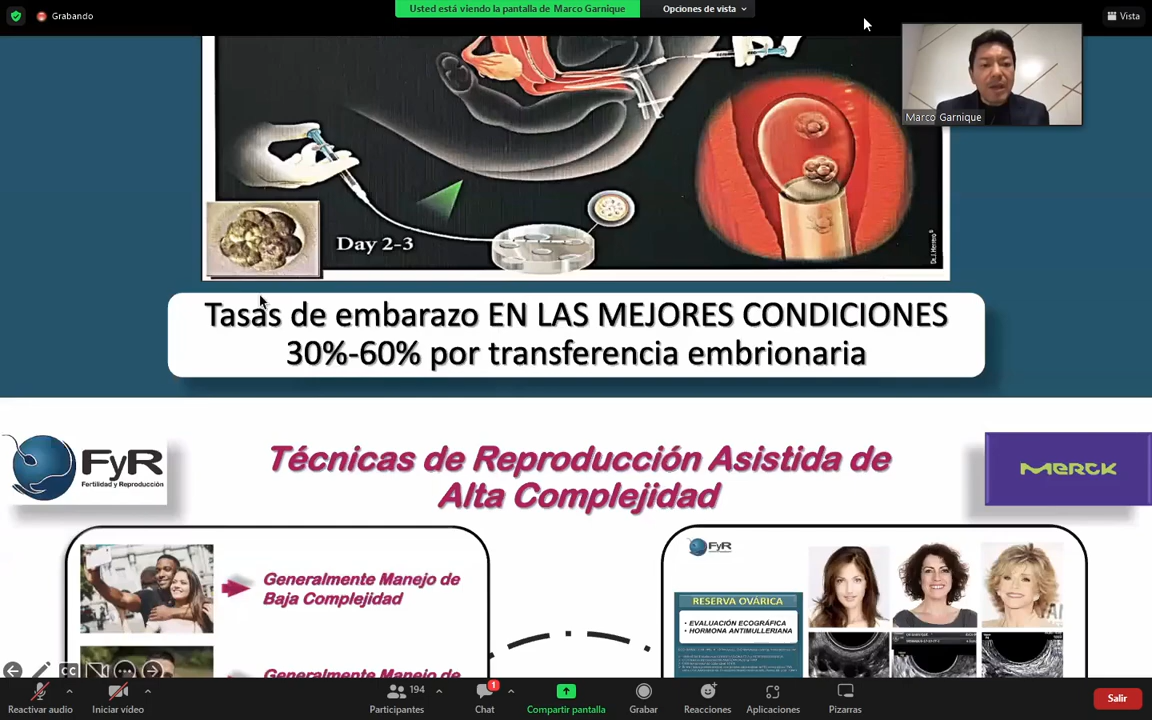 Grabando
Usted está viendo la pantalla de Marco Garnique
Opciones de vista
Vista
Marco Garnique
Day 2-3
Tasas de embarazo EN LAS MEJORES CONDICIONES
30%-60% por transferencia embrionaria
FyR
Fertilidad y Reproducción
Técnicas de Reproducción Asistida de
Alta Complejidad
MERCK
Generalmente Manejo de
Baja Complejidad
Generalmente Manejo de
FyR
RESERVA OVÁRICA
• EVALUACIÓN ECOGRÁFICA
• HORMONA ANTIMULLERIANA
CC
Reactivar audio
Iniciar vídeo
194
Participantes
1
Chat
Compartir pantalla
Grabar
Reacciones
Aplicaciones
Pizarras
Salir